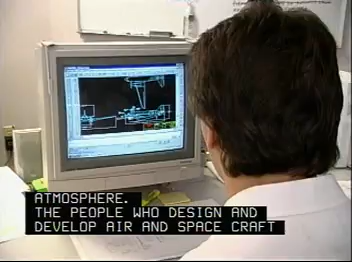 ATMOSPHERE.
THE PEOPLE WHO DESIGN AND
DEVELOP AIR AND SPACE CRAFT